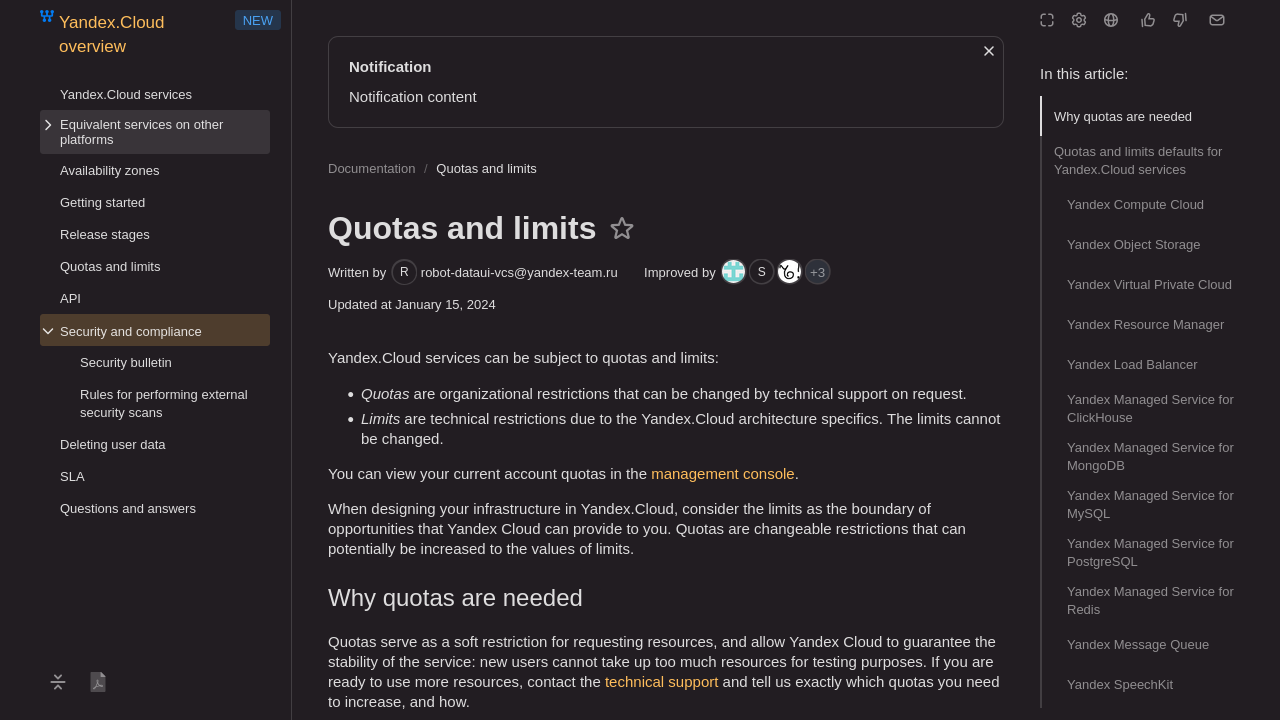 Yandex.Cloud
overview
NEW
Yandex.Cloud services
Equivalent services on other
platforms
Availability zones
Getting started
Release stages
Quotas and limits
API
Security and compliance
Security bulletin
Rules for performing external
security scans
Deleting user data
SLA
Questions and answers
Notification
Notification content
Documentation / Quotas and limits
Quotas and limits
Written by R robot-dataui-vcs@yandex-team.ru Improved by S +3
Updated at January 15, 2024
Yandex.Cloud services can be subject to quotas and limits:
• Quotas are organizational restrictions that can be changed by technical support on request.
• Limits are technical restrictions due to the Yandex.Cloud architecture specifics. The limits cannot
be changed.
You can view your current account quotas in the management console.
When designing your infrastructure in Yandex.Cloud, consider the limits as the boundary of
opportunities that Yandex Cloud can provide to you. Quotas are changeable restrictions that can
potentially be increased to the values of limits.
Why quotas are needed
Quotas serve as a soft restriction for requesting resources, and allow Yandex Cloud to guarantee the
stability of the service: new users cannot take up too much resources for testing purposes. If you are
ready to use more resources, contact the technical support and tell us exactly which quotas you need
to increase, and how.
In this article:
Why quotas are needed
Quotas and limits defaults for
Yandex.Cloud services
Yandex Compute Cloud
Yandex Object Storage
Yandex Virtual Private Cloud
Yandex Resource Manager
Yandex Load Balancer
Yandex Managed Service for
ClickHouse
Yandex Managed Service for
MongoDB
Yandex Managed Service for
MySQL
Yandex Managed Service for
PostgreSQL
Yandex Managed Service for
Redis
Yandex Message Queue
Yandex SpeechKit